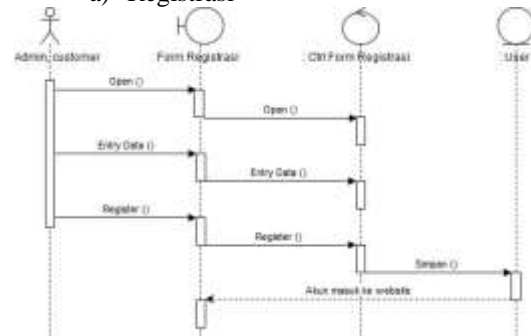 a) Registrasi
Admin, customer
Form Registrasi
Ctrl Form Registrasi
User
Open ()
Open ()
Entry Data ()
Entry Data ()
Register ()
Register ()
Simpan ()
Akun masuk ke website